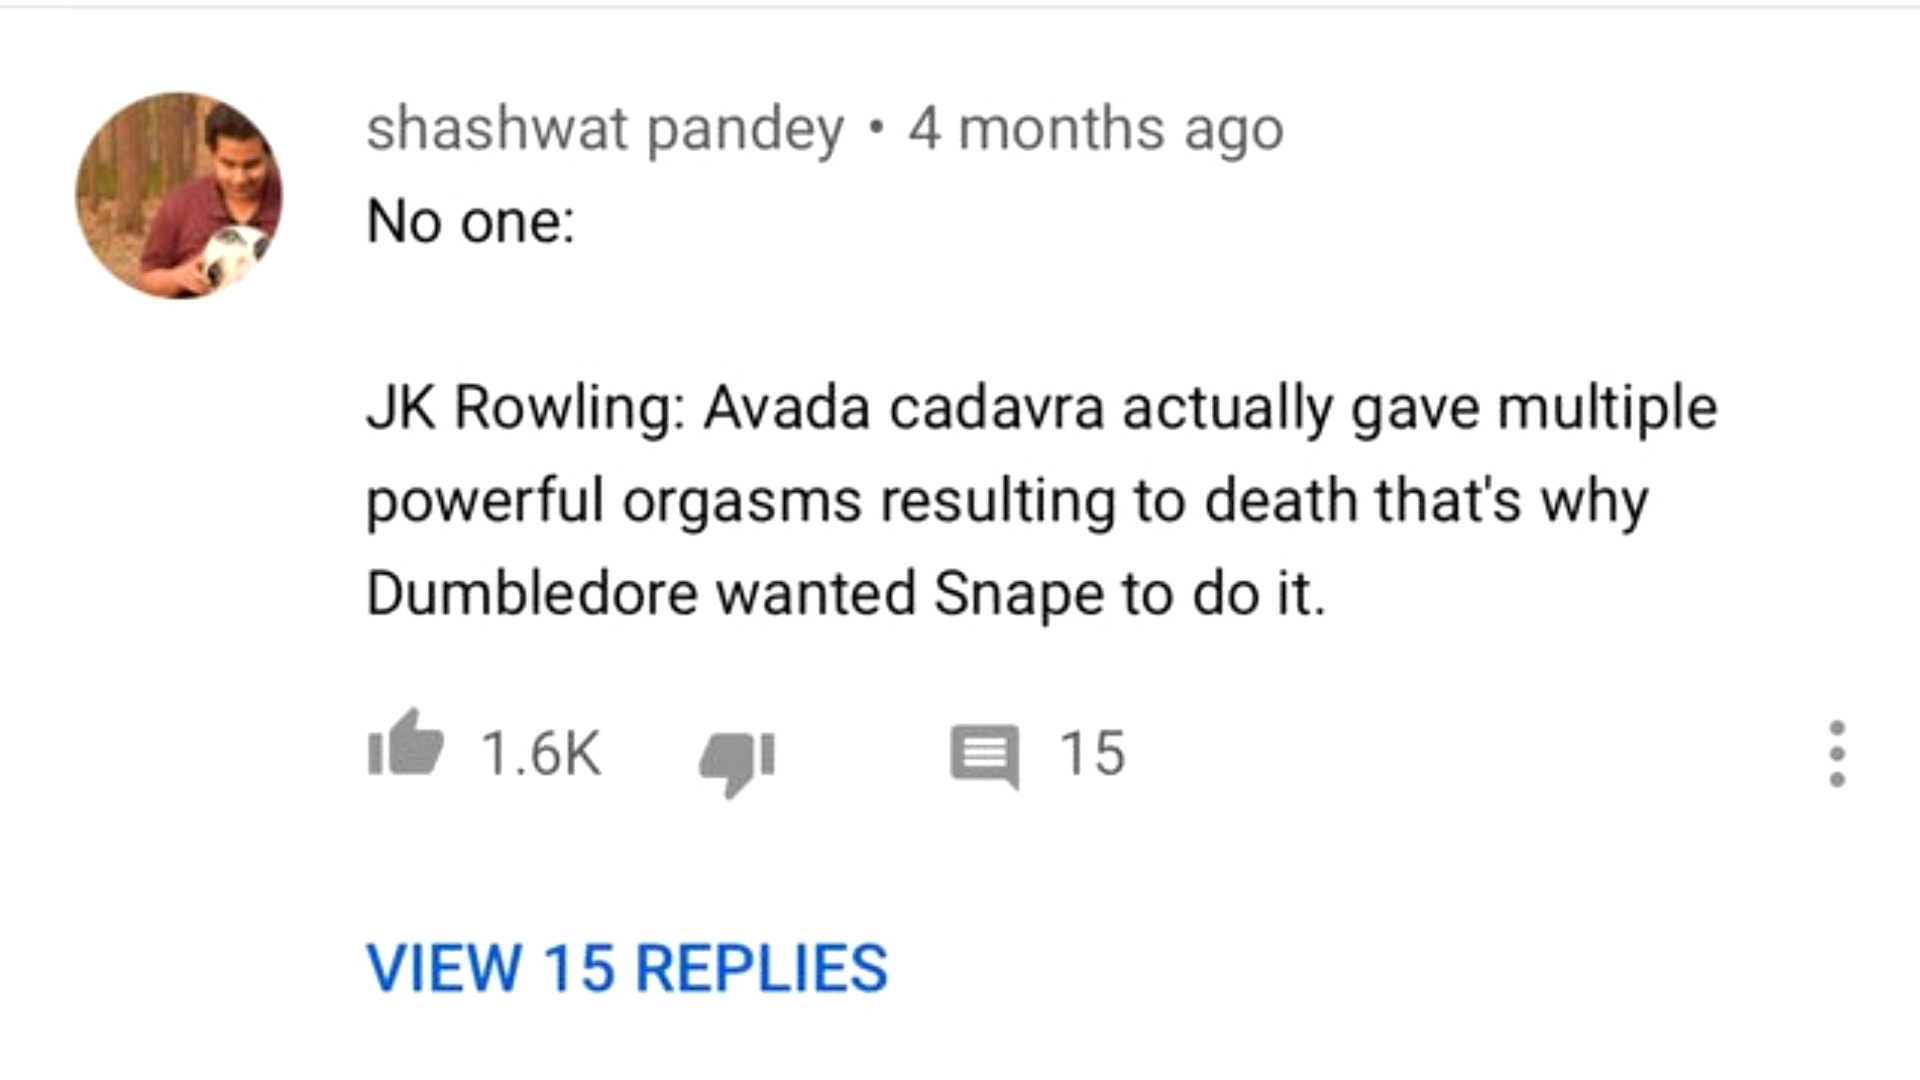 shashwat pandey • 4 months ago
No one:
JK Rowling: Avada cadavra actually gave multiple
powerful orgasms resulting to death that's why
Dumbledore wanted Snape to do it.
1.6K 15
VIEW 15 REPLIES